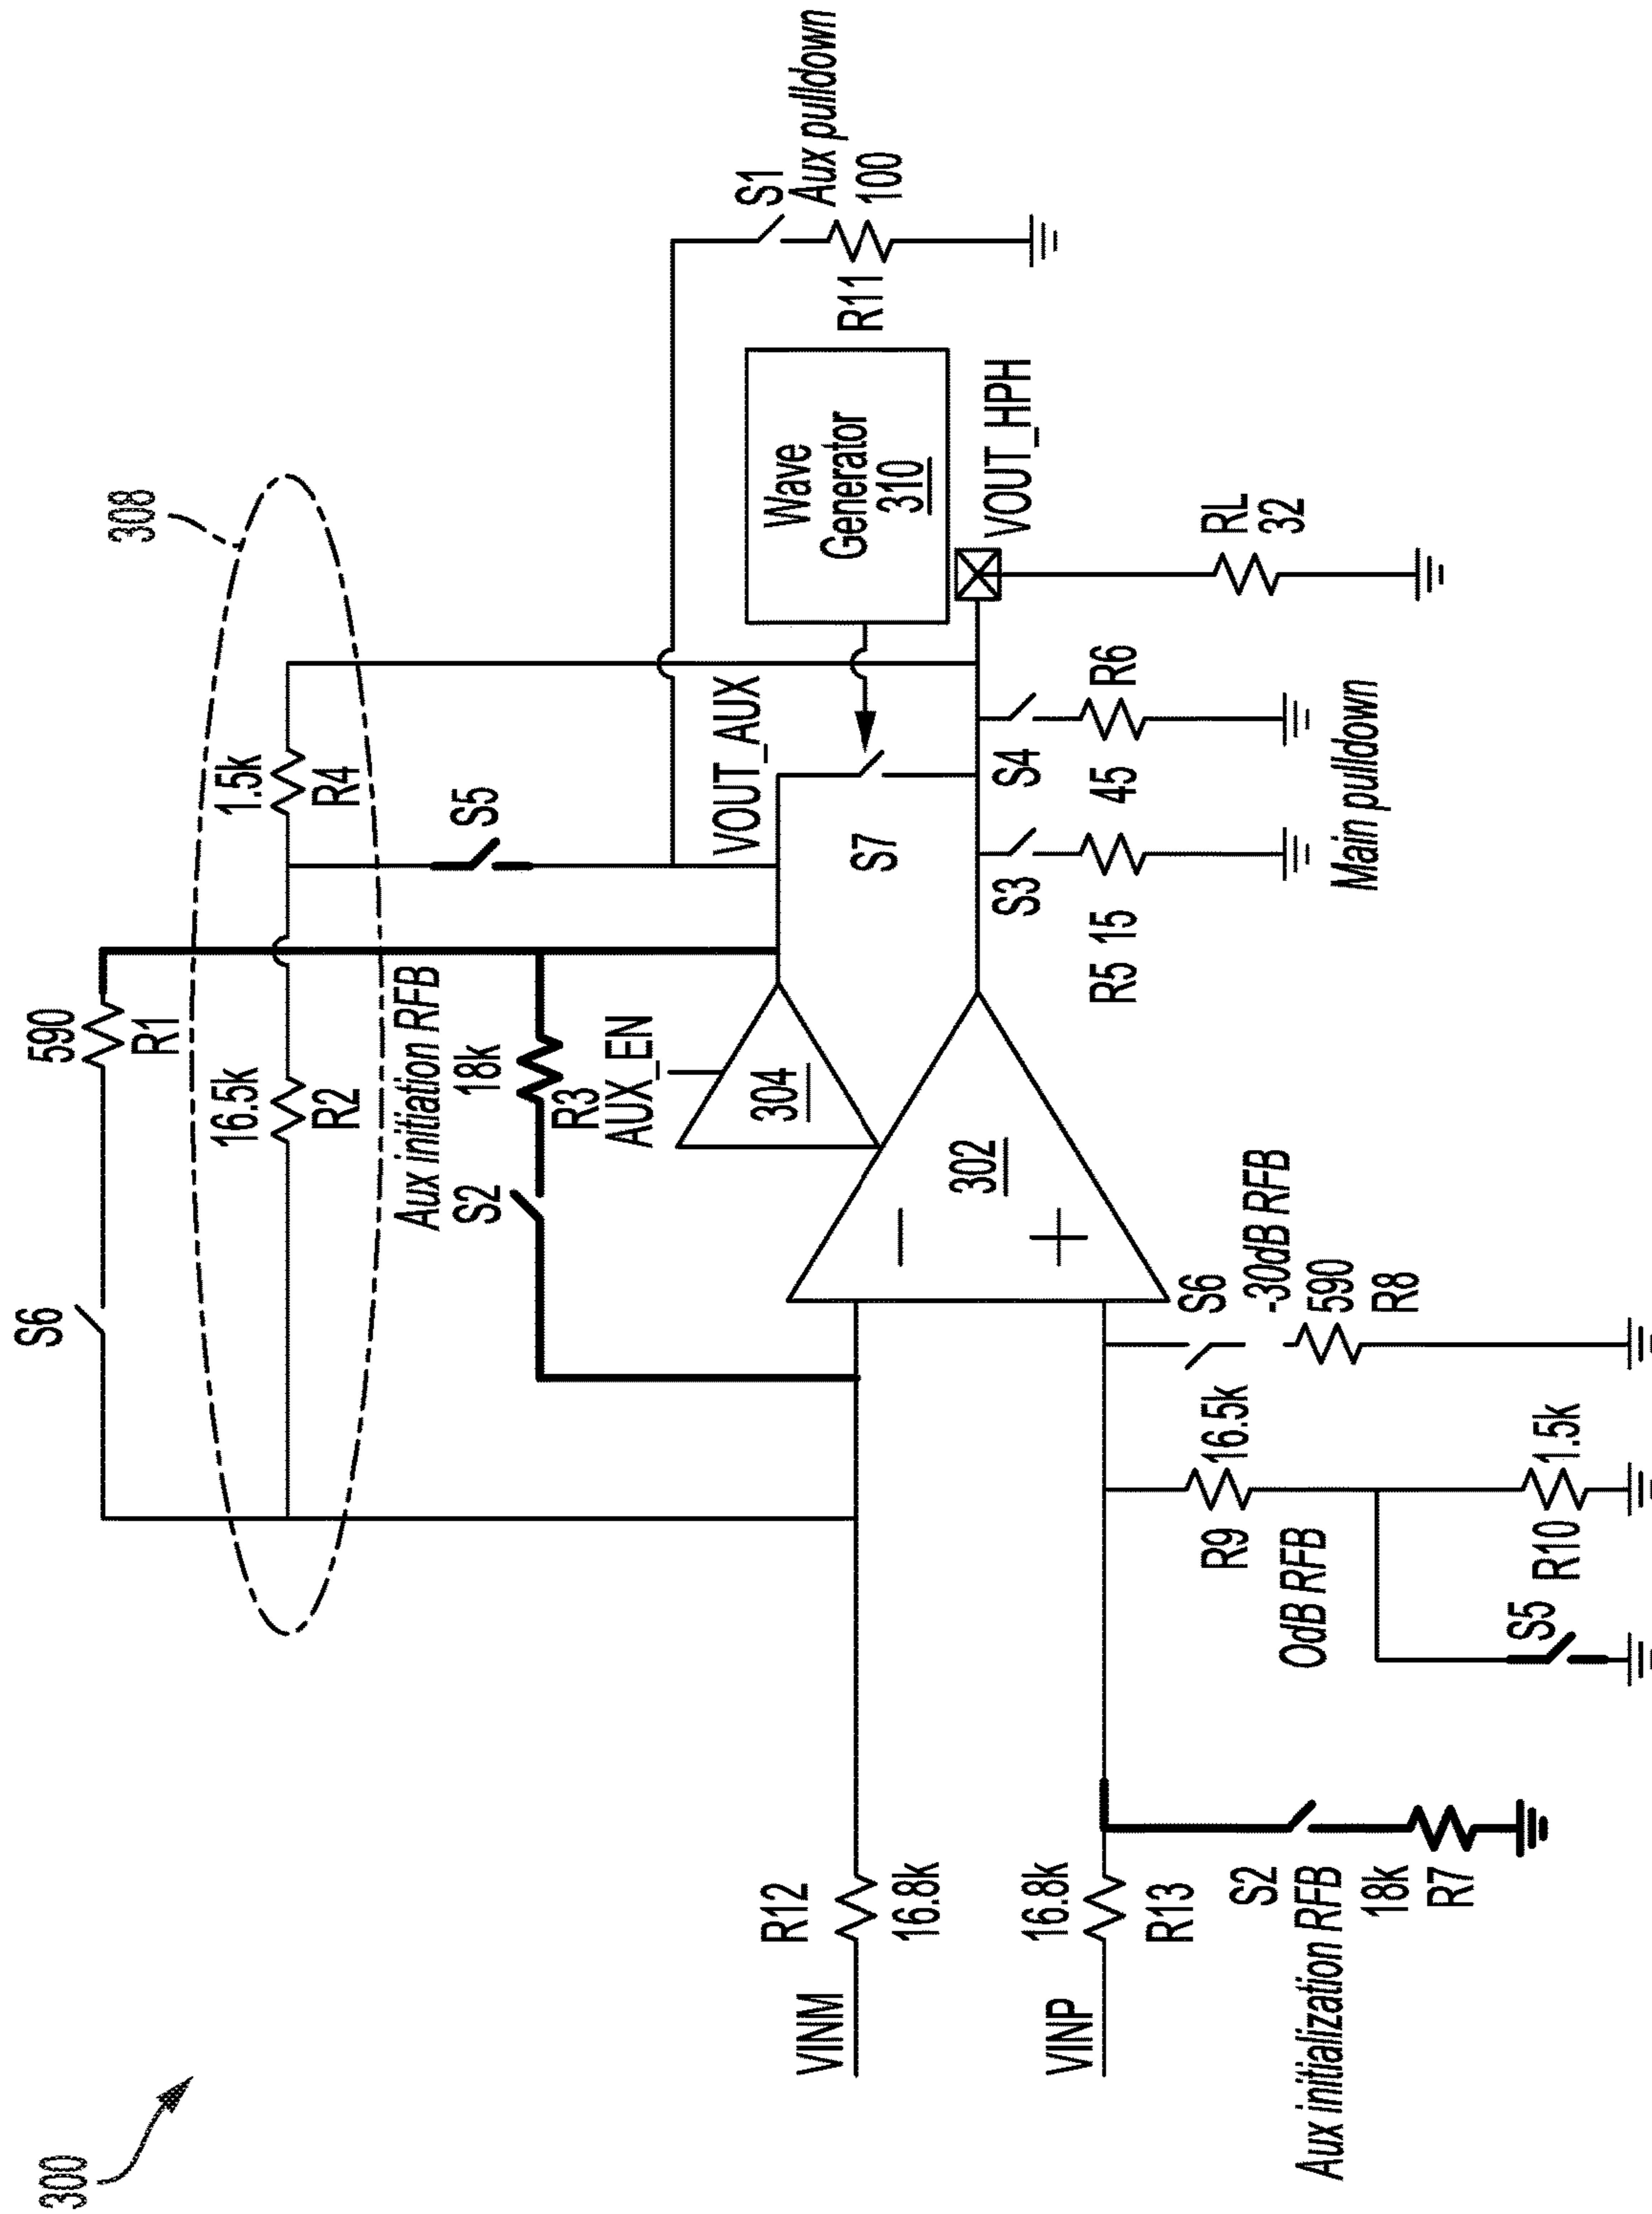 300
308
S6
590
R1
16.5k
R2
1.5k
R4
Aux initiation RFB
S2
18k
R3
AUX_EN
S5
S1
Aux pulldown
R11
100
304
VOUT_AUX
Wave
Generator
310
S7
VINM
R12
16.8k
302
VOUT_HPH
VINP
16.8k
R13
S3
S4
R5 15
45 R6
Main pulldown
RL
32
S2
Aux initialization RFB
18k
R7
S6
-30dB RFB
590
R8
R9
16.5k
OdB RFB
S5
R10
1.5k